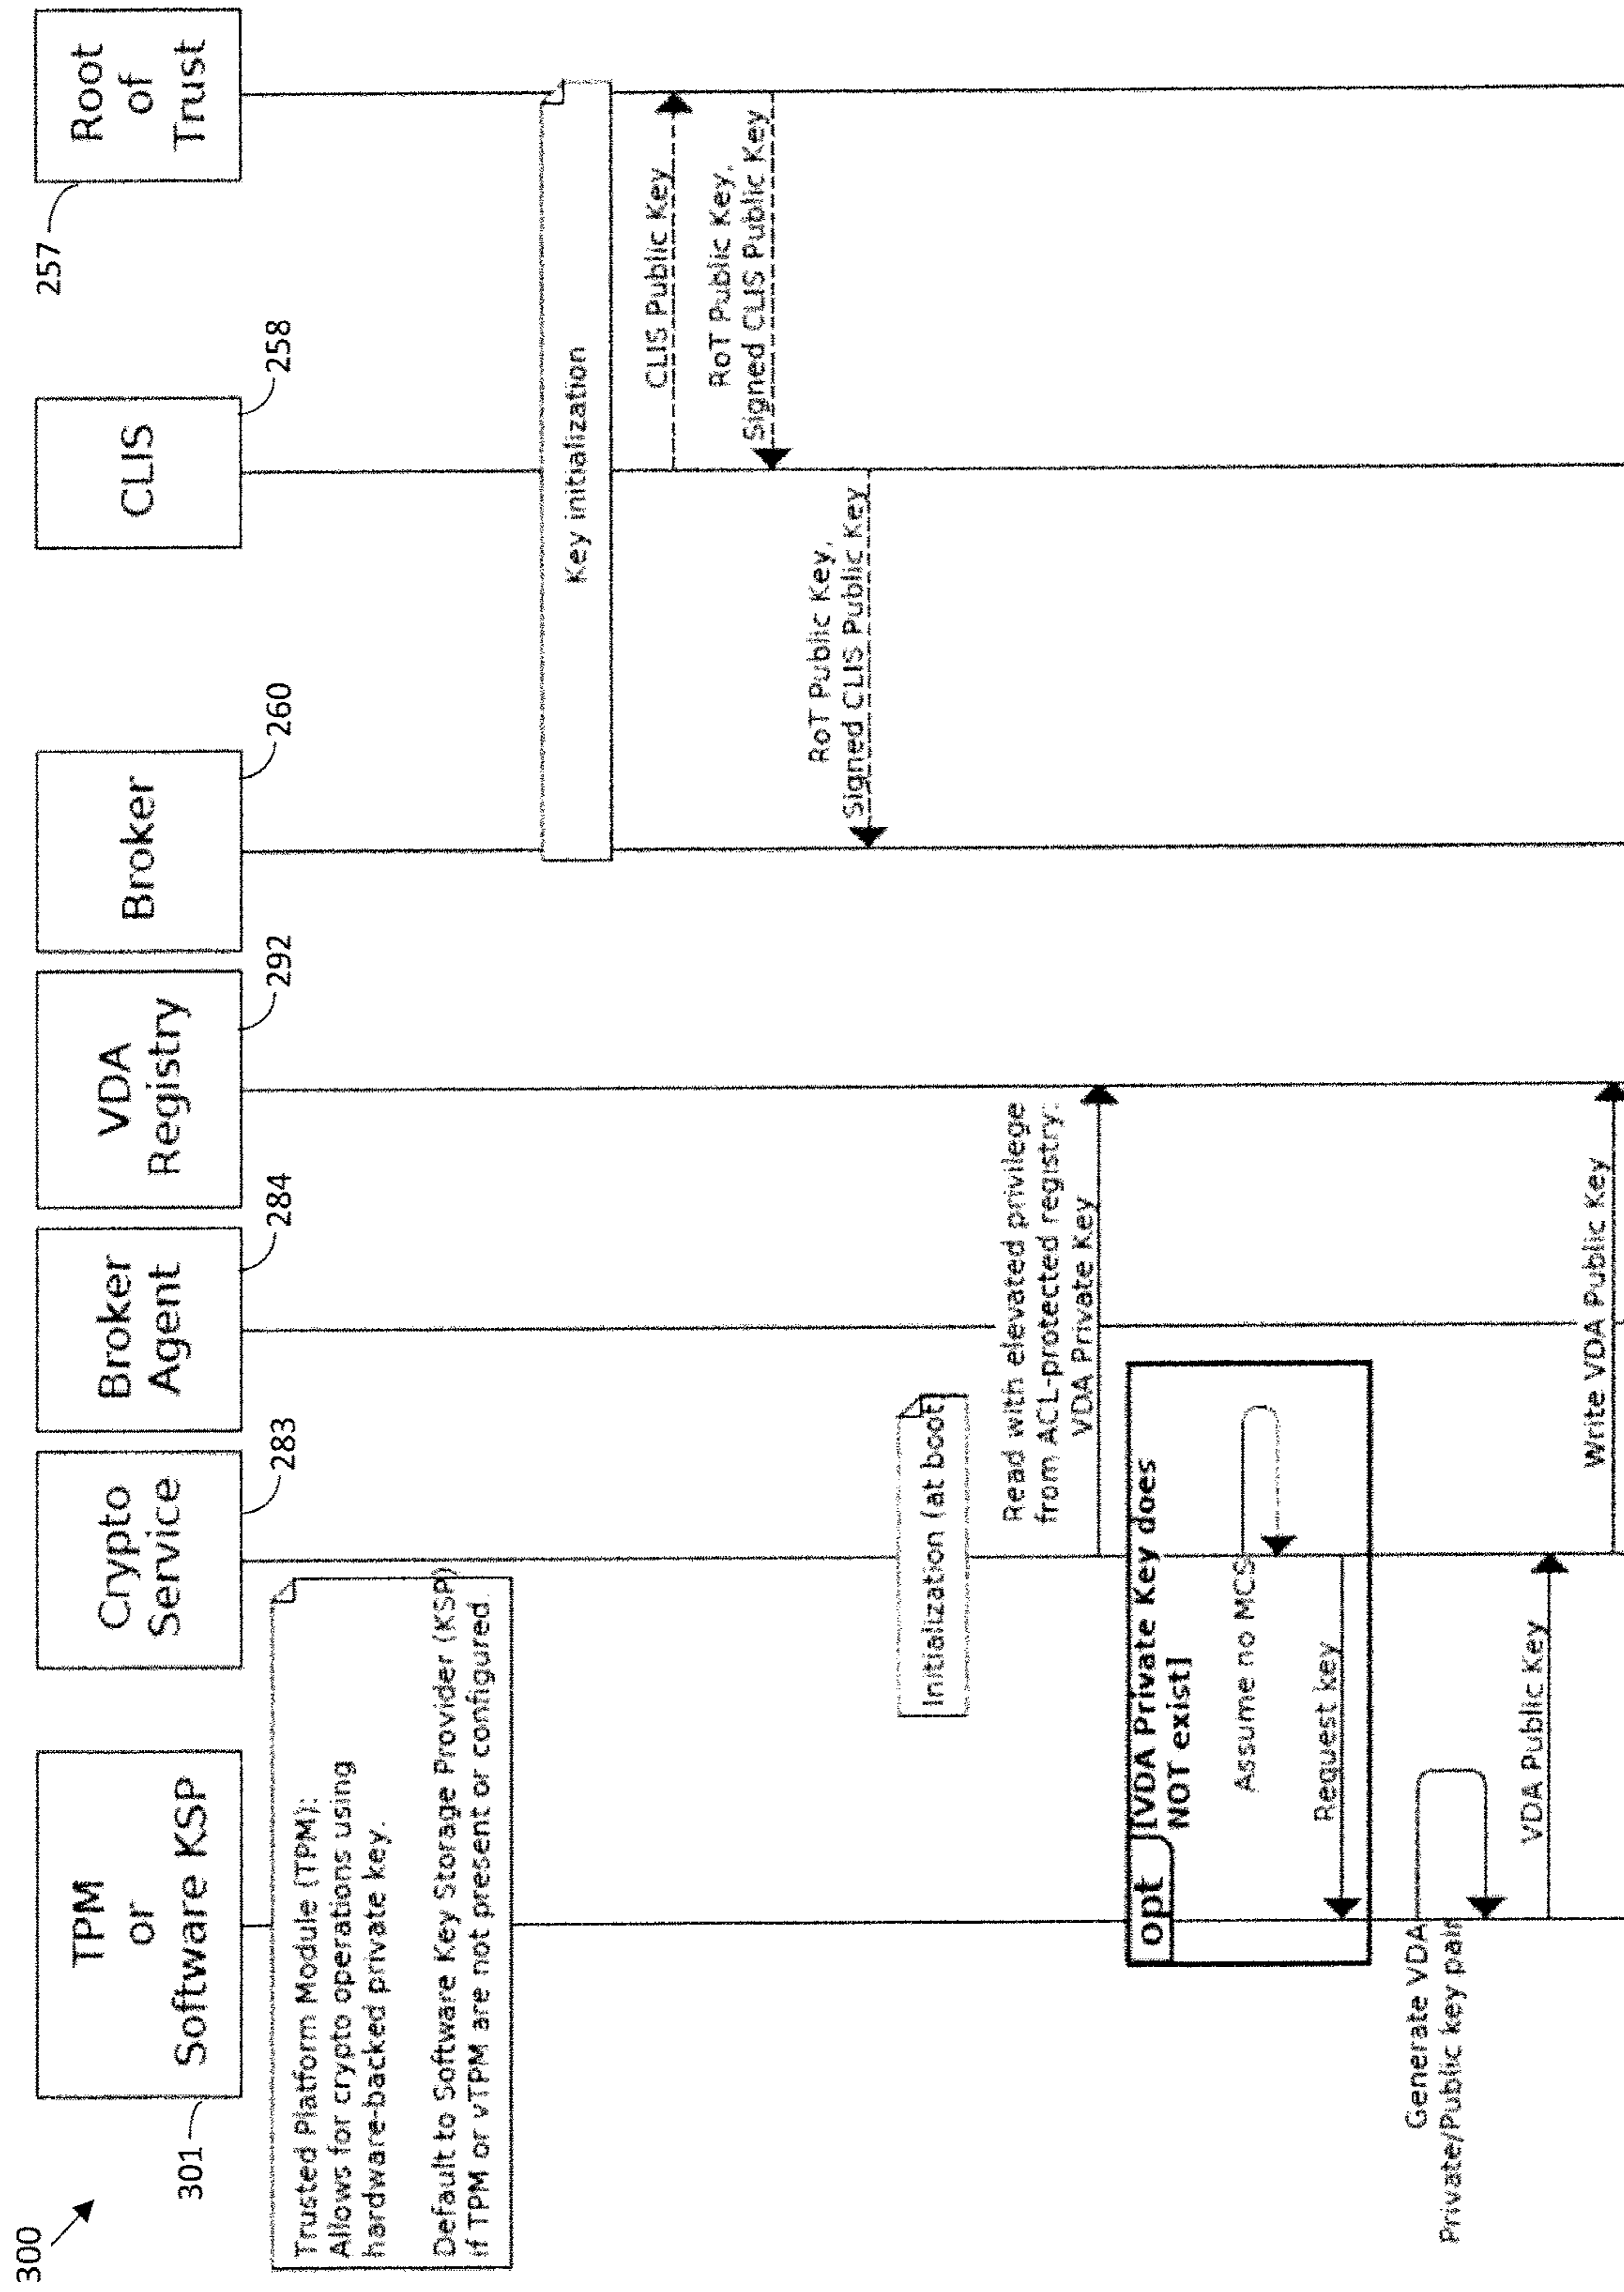 300
TPM
or
Software KSP
301
Crypto
Service
283
Broker
Agent
284
VDA
Registry
292
Broker
260
CLIS
258
Root
of
Trust
257
Trusted Platform Module (TPM):
Allows for crypto operations using
hardware-backed private key.
Default to Software Key Storage Provider (KSP)
if TPM or vTPM are not present or configured.
Key initialization
CLIS Public Key
RoT Public Key,
Signed CLIS Public Key
RoT Public Key,
Signed CLIS Public Key
Initialization (at boot)
Read with elevated privilege
from ACL-protected registry:
VDA Private Key
opt
[VDA Private Key does
NOT exist]
Assume no MCS
Request key
Generate VDA
Private/Public key pair
VDA Public Key
Write VDA Public Key